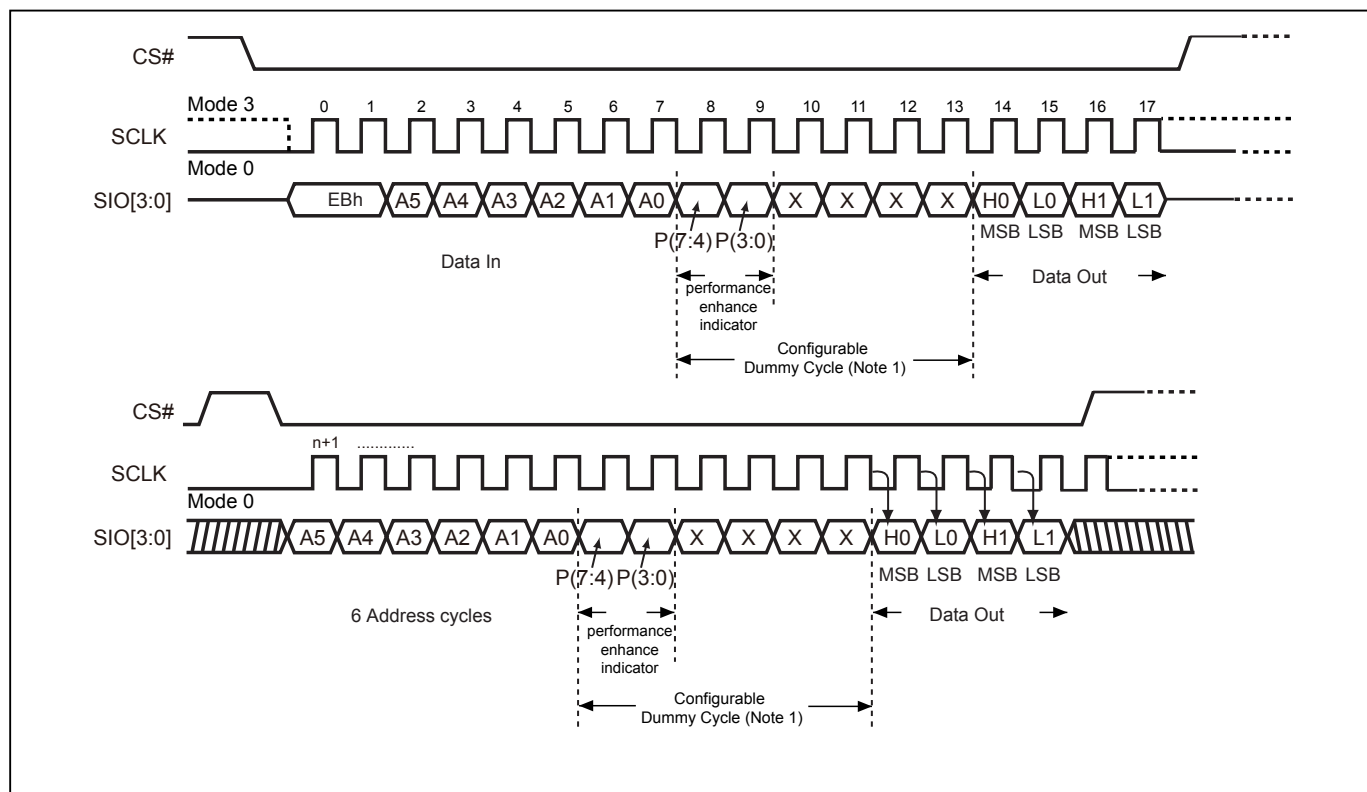 CS#
Mode 3
0 1 2 3 4 5 6 7 8 9 10 11 12 13 14 15 16 17
SCLK
Mode 0
SIO[3:0] EBh A5 A4 A3 A2 A1 A0 X X X X H0 L0 H1 L1
P(7:4) P(3:0) MSB LSB MSB LSB
Data In
Data Out
performance
enhance
indicator
Configurable
Dummy Cycle (Note 1)
CS#
n+1 .............
SCLK
Mode 0
SIO[3:0] A5 A4 A3 A2 A1 A0 X X X X H0 L0 H1 L1
P(7:4) P(3:0) MSB LSB MSB LSB
6 Address cycles
Data Out
performance
enhance
indicator
Configurable
Dummy Cycle (Note 1)